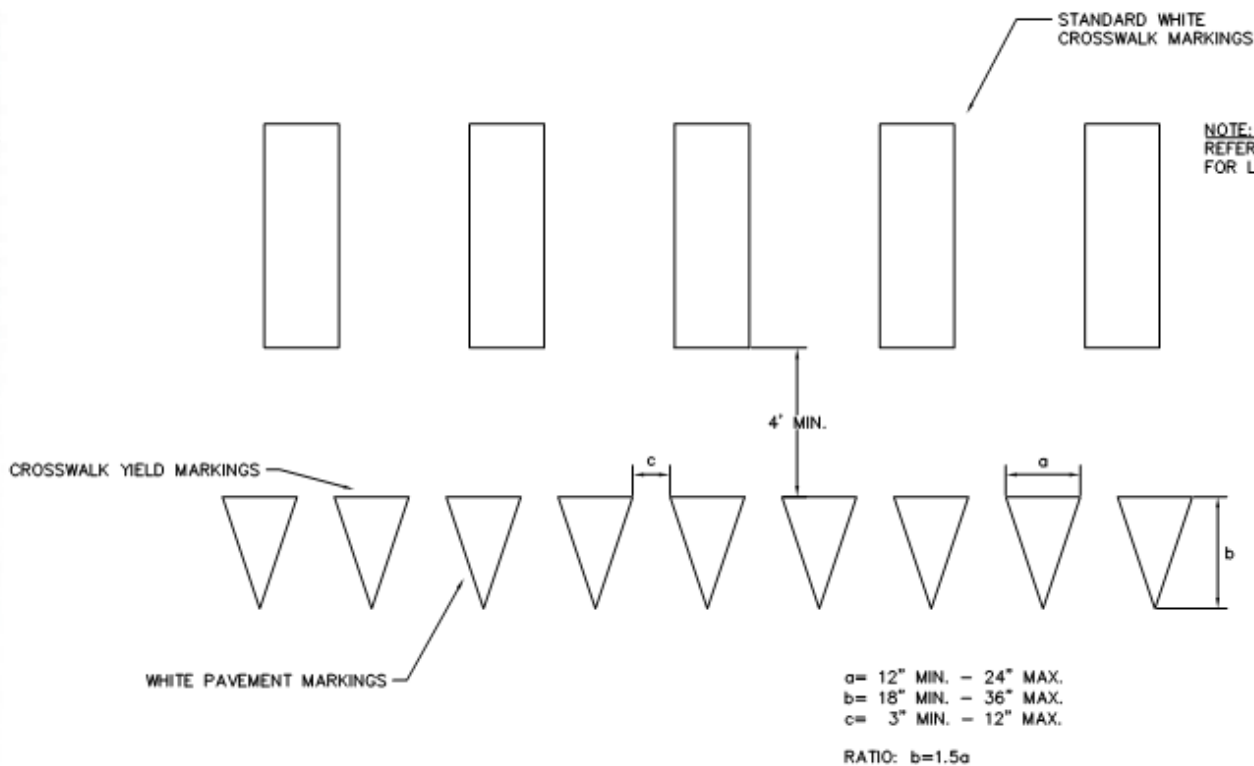 STANDARD WHITE
CROSSWALK MARKINGS
NOTE:
REFER
FOR L
4' MIN.
CROSSWALK YIELD MARKINGS
c
a
b
WHITE PAVEMENT MARKINGS
a= 12" MIN. - 24" MAX.
b= 18" MIN. - 36" MAX.
c= 3" MIN. - 12" MAX.
RATIO: b=1.5a